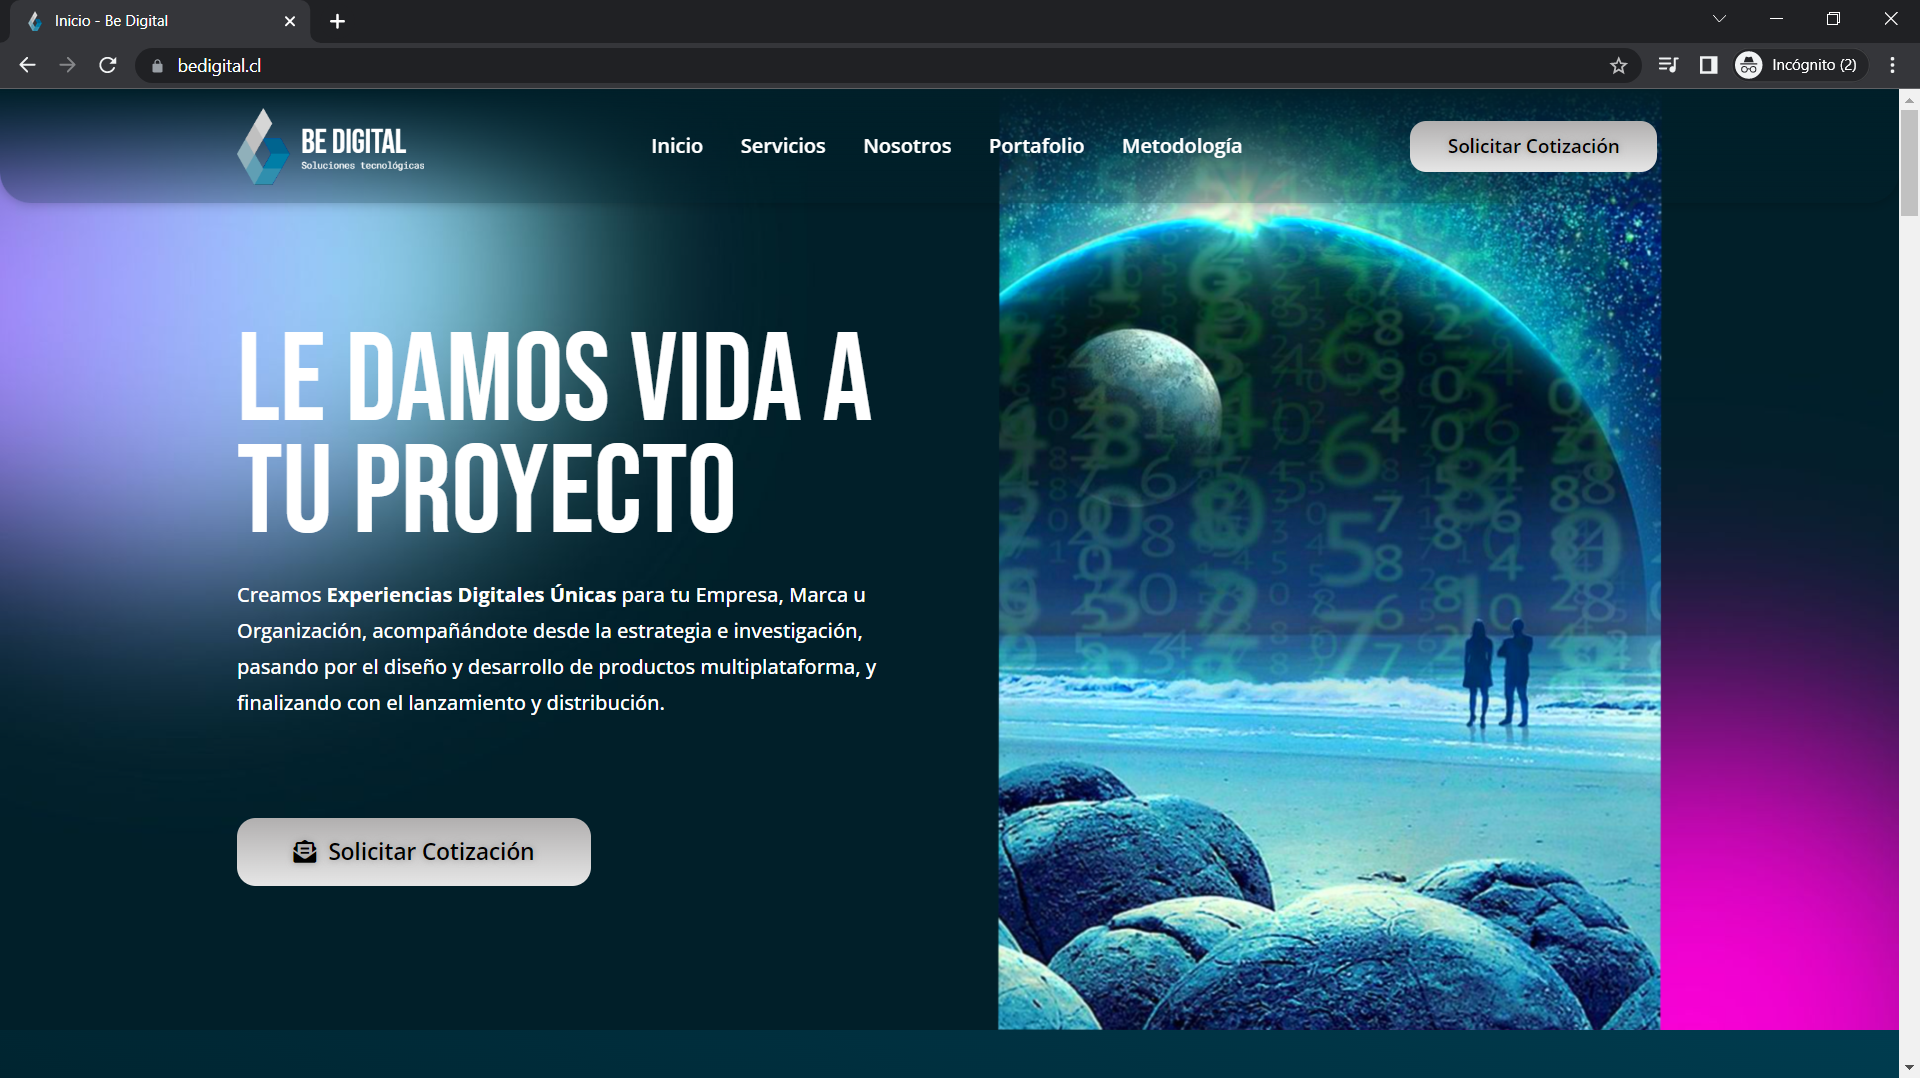 Inicio - Be Digital
bedigital.cl
Incógnito (2)
BE DIGITAL
Soluciones tecnológicas
Inicio
Servicios
Nosotros
Portafolio
Metodología
Solicitar Cotización
LE DAMOS VIDA A
TU PROYECTO
Creamos Experiencias Digitales Únicas para tu Empresa, Marca u
Organización, acompañándote desde la estrategia e investigación,
pasando por el diseño y desarrollo de productos multiplataforma, y
finalizando con el lanzamiento y distribución.
Solicitar Cotización